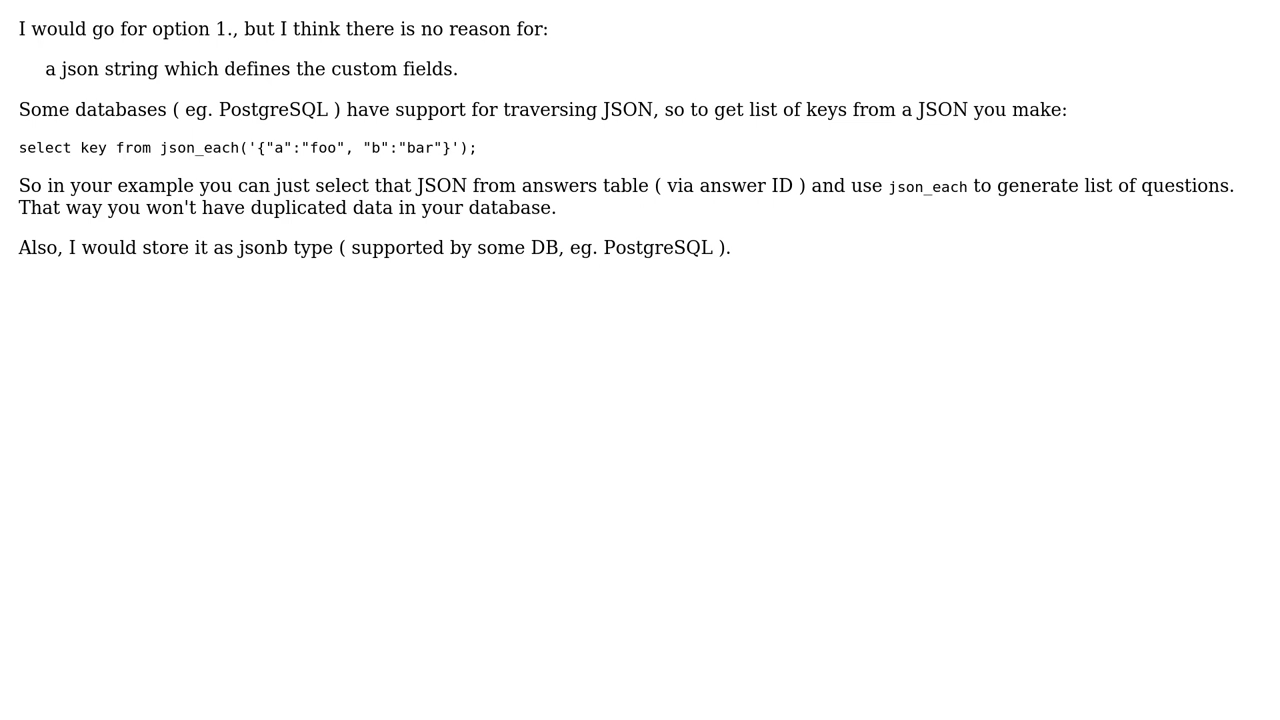 I would go for option 1., but I think there is no reason for:
a json string which defines the custom fields.
Some databases ( eg. PostgreSQL ) have support for traversing JSON, so to get list of keys from a JSON you make:
select key from json_each('{"a":"foo", "b":"bar"}');
So in your example you can just select that JSON from answers table ( via answer ID ) and use json_each to generate list of questions.
That way you won't have duplicated data in your database.
Also, I would store it as jsonb type ( supported by some DB, eg. PostgreSQL ).